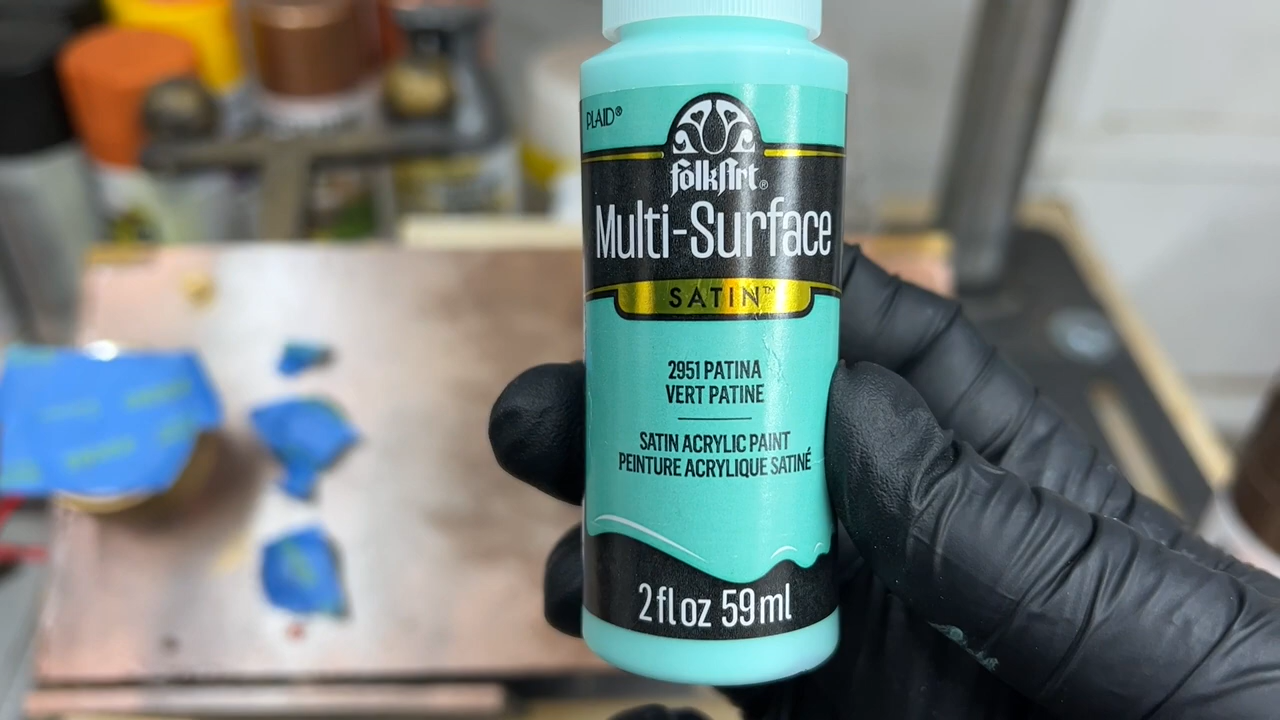 PLAID®
FolkArt®
Multi-Surface
SATIN™
2951 PATINA
VERT PATINE
SATIN ACRYLIC PAINT
PEINTURE ACRYLIQUE SATINÉ
2 fl oz 59 ml